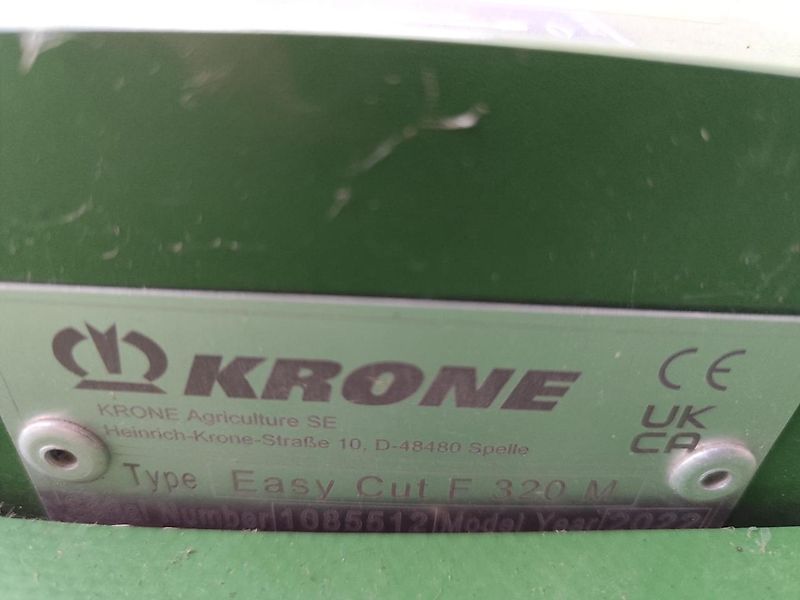 KRONE
KRONE Agriculture SE
Heinrich-Krone-Straße 10, D-48480 Spelle
CE
UK
CA
Type Easy Cut F 320 M
Number 1085512 Model Year 2022